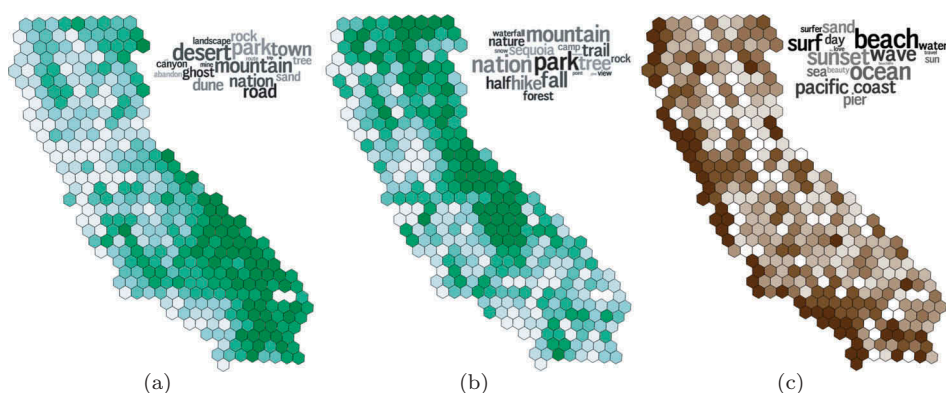 landscape rock
desert park town
canyon mountain tree
abandon ghost nation sand
dune road
waterfall mountain
nature sequoia camp trail
nation park tree rock
half hike fall view
forest
surfer sand
surf day beach water
love wave travel
sunset sun
sea beauty ocean
pacific coast
pier
(a)
(b)
(c)